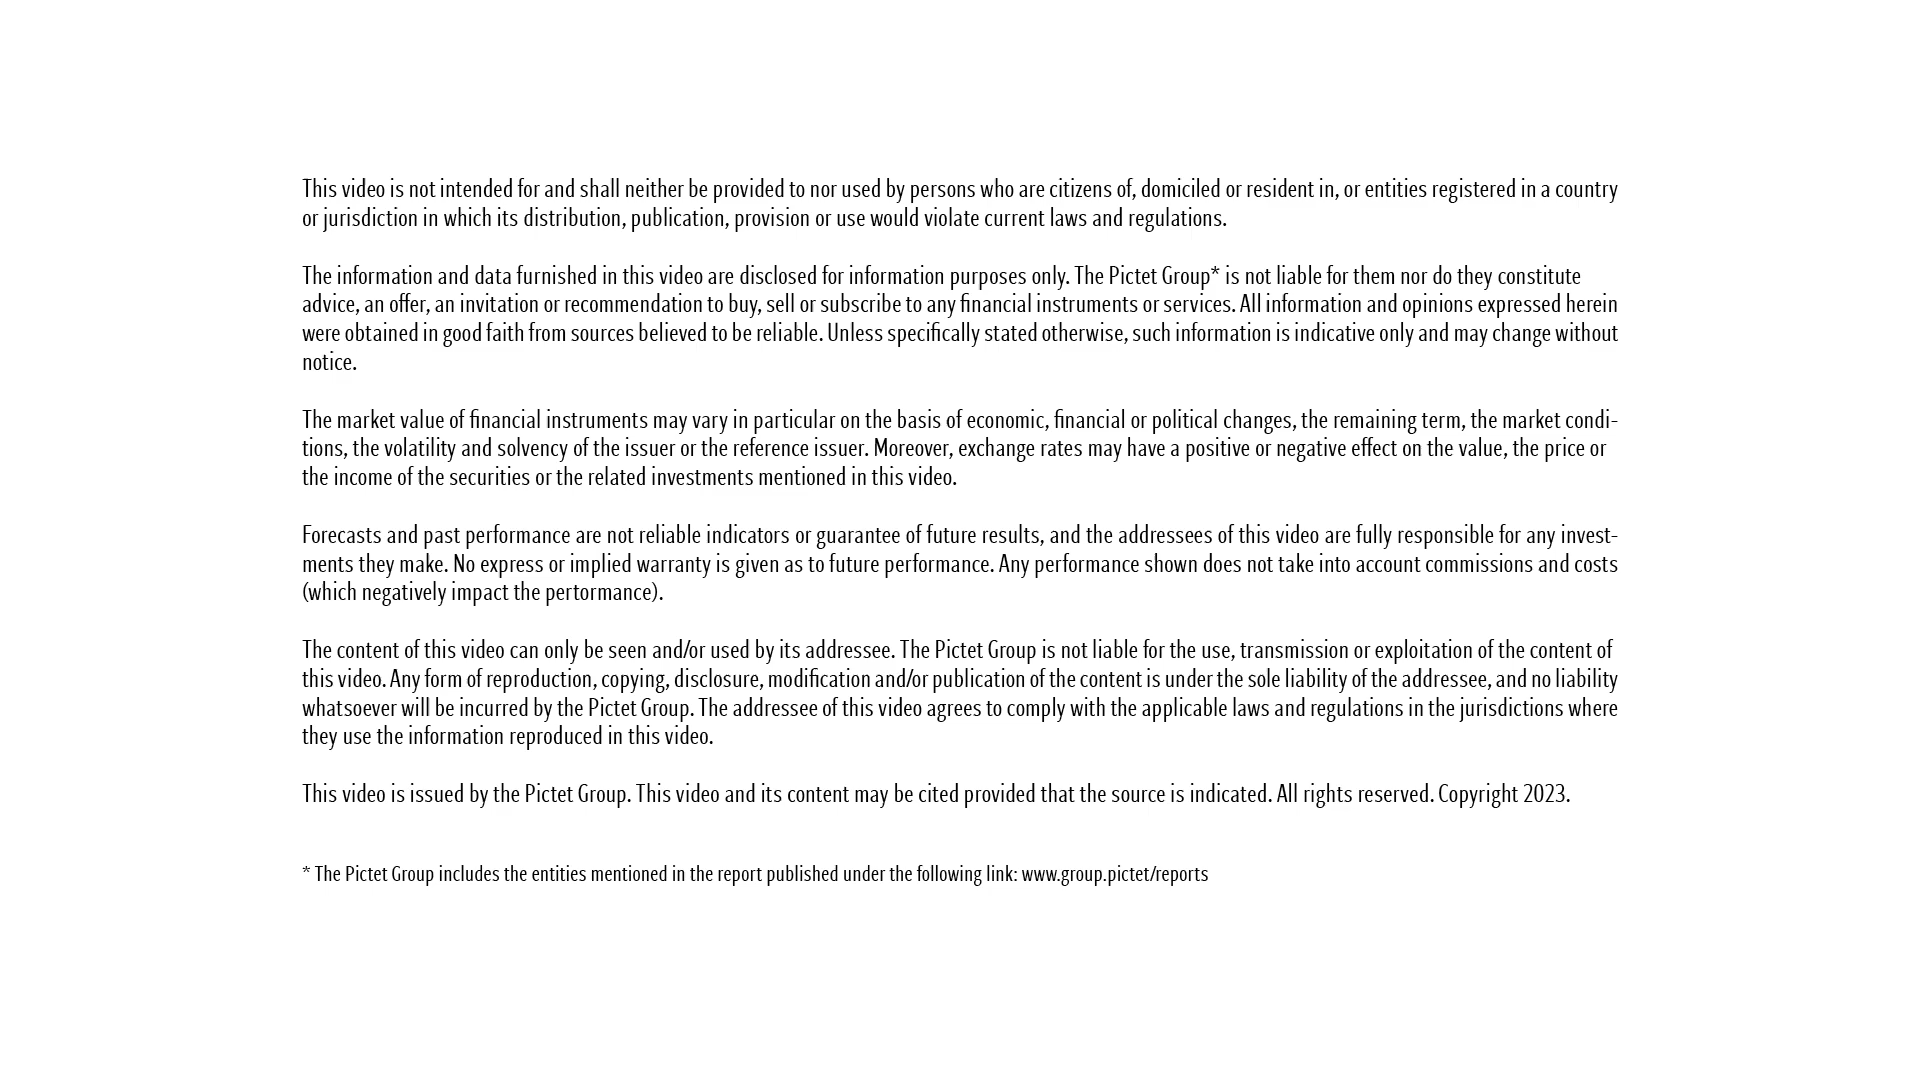 This video is not intended for and shall neither be provided to nor used by persons who are citizens of, domiciled or resident in, or entities registered in a country
or jurisdiction in which its distribution, publication, provision or use would violate current laws and regulations.
The information and data furnished in this video are disclosed for information purposes only. The Pictet Group* is not liable for them nor do they constitute
advice, an offer, an invitation or recommendation to buy, sell or subscribe to any financial instruments or services. All information and opinions expressed herein
were obtained in good faith from sources believed to be reliable. Unless specifically stated otherwise, such information is indicative only and may change without
notice.
The market value of financial instruments may vary in particular on the basis of economic, financial or political changes, the remaining term, the market condi-
tions, the volatility and solvency of the issuer or the reference issuer. Moreover, exchange rates may have a positive or negative effect on the value, the price or
the income of the securities or the related investments mentioned in this video.
Forecasts and past performance are not reliable indicators or guarantee of future results, and the addressees of this video are fully responsible for any invest-
ments they make. No express or implied warranty is given as to future performance. Any performance shown does not take into account commissions and costs
(which negatively impact the pertormance).
The content of this video can only be seen and/or used by its addressee. The Pictet Group is not liable for the use, transmission or exploitation of the content of
this video. Any form of reproduction, copying, disclosure, modification and/or publication of the content is under the sole liability of the addressee, and no liability
whatsoever will be incurred by the Pictet Group. The addressee of this video agrees to comply with the applicable laws and regulations in the jurisdictions where
they use the information reproduced in this video.
This video is issued by the Pictet Group. This video and its content may be cited provided that the source is indicated. All rights reserved. Copyright 2023.
* The Pictet Group includes the entities mentioned in the report published under the following link: www.group.pictet/reports